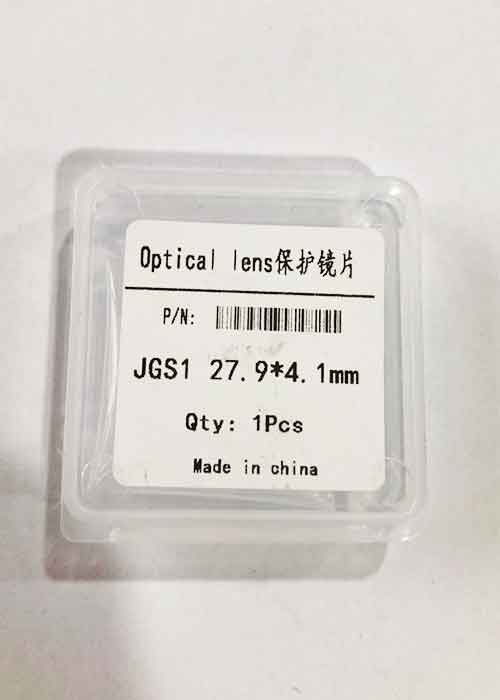 Optical lens保护镜片
P/N:
JGS1 27.9*4.1mm
Qty: 1Pcs
Made in china